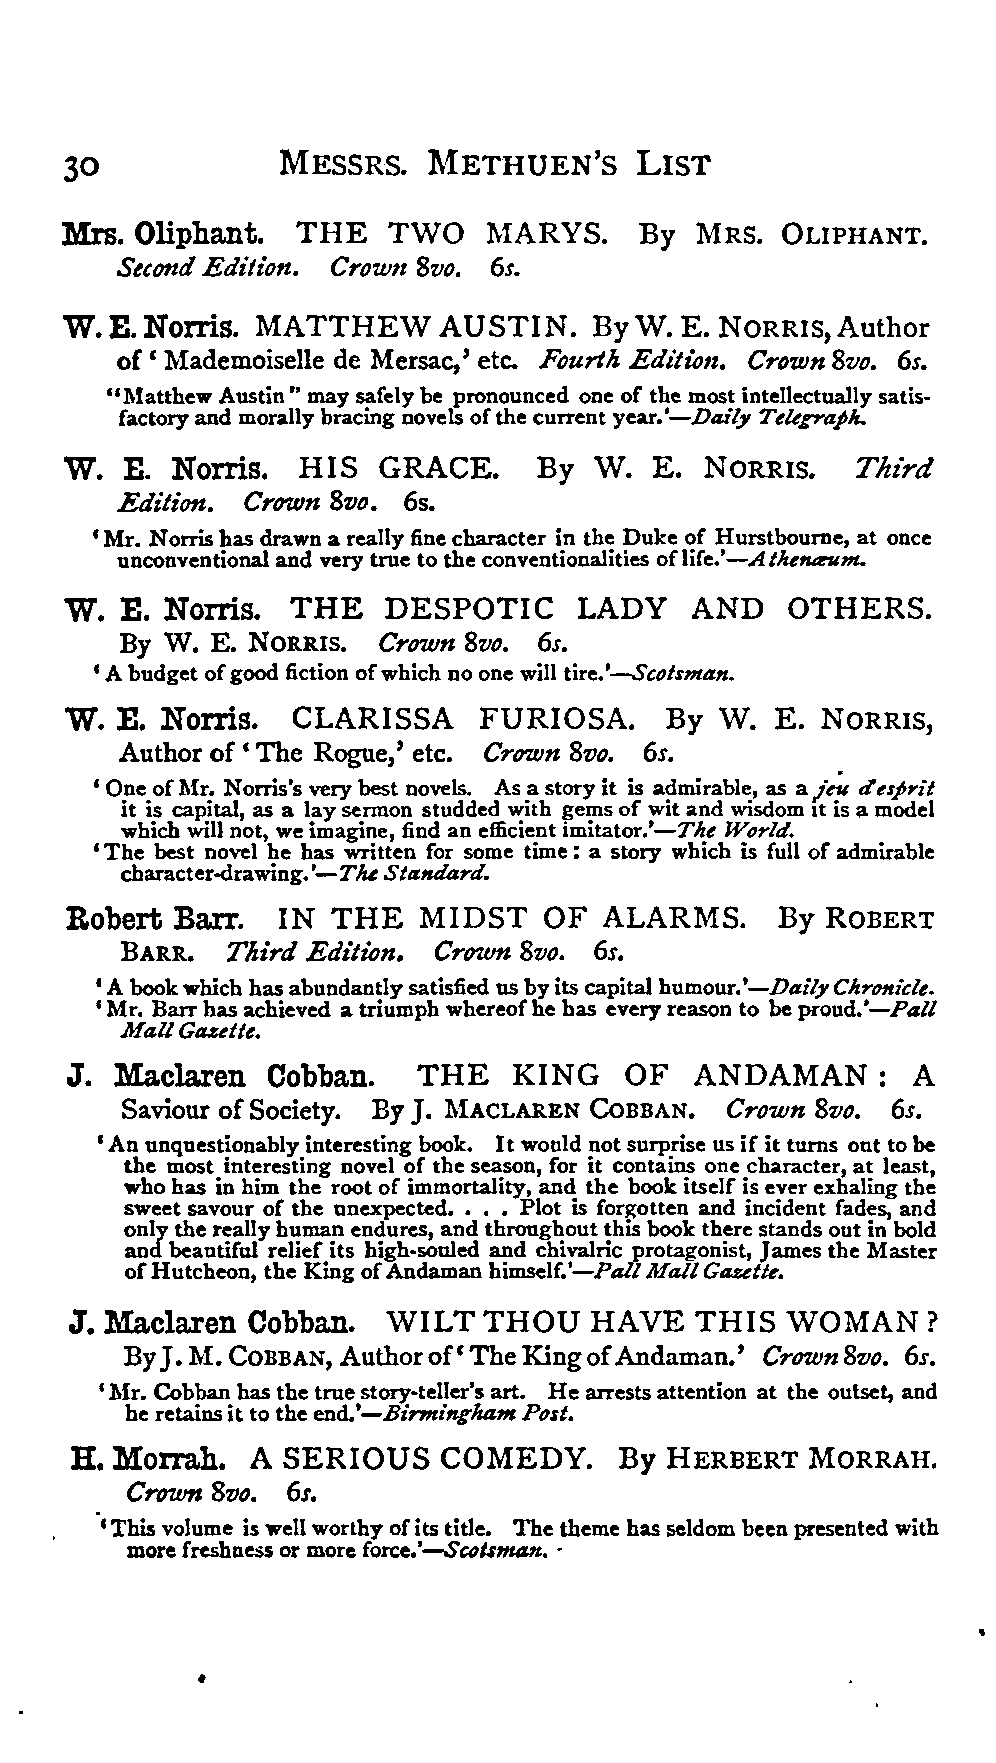 30 MESSRS. METHUEN'S LIST
Mrs. Oliphant. THE TWO MARYS. By MRS. OLIPHANT.
Second Edition. Crown 8vo. 6s.
W. E. Norris. MATTHEW AUSTIN. By W. E. NORRIS, Author
of ‘Mademoiselle de Mersac,’ etc. Fourth Edition. Crown 8vo. 6s.
“Matthew Austin” may safely be pronounced one of the most intellectually satis-
factory and morally bracing novels of the current year.’—Daily Telegraph.
W. E. Norris. HIS GRACE. By W. E. NORRIS. Third
Edition. Crown 8vo. 6s.
‘Mr. Norris has drawn a really fine character in the Duke of Hurstbourne, at once
unconventional and very true to the conventionalities of life.’—Athenæum.
W. E. Norris. THE DESPOTIC LADY AND OTHERS.
By W. E. NORRIS. Crown 8vo. 6s.
‘A budget of good fiction of which no one will tire.’—Scotsman.
W. E. Norris. CLARISSA FURIOSA. By W. E. NORRIS,
Author of ‘The Rogue,’ etc. Crown 8vo. 6s.
‘One of Mr. Norris's very best novels. As a story it is admirable, as a jeu d'esprit
it is capital, as a lay sermon studded with gems of wit and wisdom it is a model
which will not, we imagine, find an efficient imitator.’—The World.
‘The best novel he has written for some time: a story which is full of admirable
character-drawing.’—The Standard.
Robert Barr. IN THE MIDST OF ALARMS. By ROBERT
BARR. Third Edition. Crown 8vo. 6s.
‘A book which has abundantly satisfied us by its capital humour.’—Daily Chronicle.
‘Mr. Barr has achieved a triumph whereof he has every reason to be proud.’—Pall
Mall Gazette.
J. Maclaren Cobban. THE KING OF ANDAMAN: A
Saviour of Society. By J. MACLAREN COBBAN. Crown 8vo. 6s.
‘An unquestionably interesting book. It would not surprise us if it turns out to be
the most interesting novel of the season, for it contains one character, at least,
who has in him the root of immortality, and the book itself is ever exhaling the
sweet savour of the unexpected. . . . Plot is forgotten and incident fades, and
only the really human endures, and throughout this book there stands out in bold
and beautiful relief its high-souled and chivalric protagonist, James the Master
of Hutcheon, the King of Andaman himself.’—Pall Mall Gazette.
J. Maclaren Cobban. WILT THOU HAVE THIS WOMAN?
By J. M. COBBAN, Author of ‘The King of Andaman.’ Crown 8vo. 6s.
‘Mr. Cobban has the true story-teller's art. He arrests attention at the outset, and
he retains it to the end.’—Birmingham Post.
H. Morrah. A SERIOUS COMEDY. By HERBERT MORRAH.
Crown 8vo. 6s.
‘This volume is well worthy of its title. The theme has seldom been presented with
more freshness or more force.’—Scotsman.